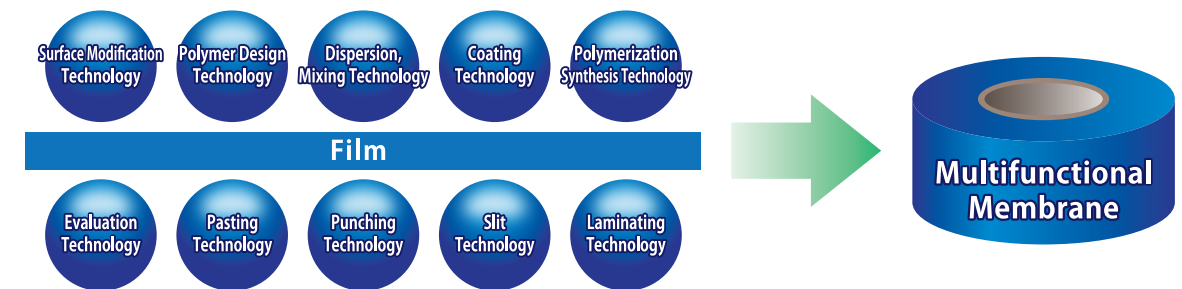 Surface Modification
Technology
Polymer Design
Technology
Dispersion,
Mixing Technology
Coating
Technology
Polymerization
Synthesis Technology
Film
Evaluation
Technology
Pasting
Technology
Punching
Technology
Slit
Technology
Laminating
Technology
Multifunctional
Membrane